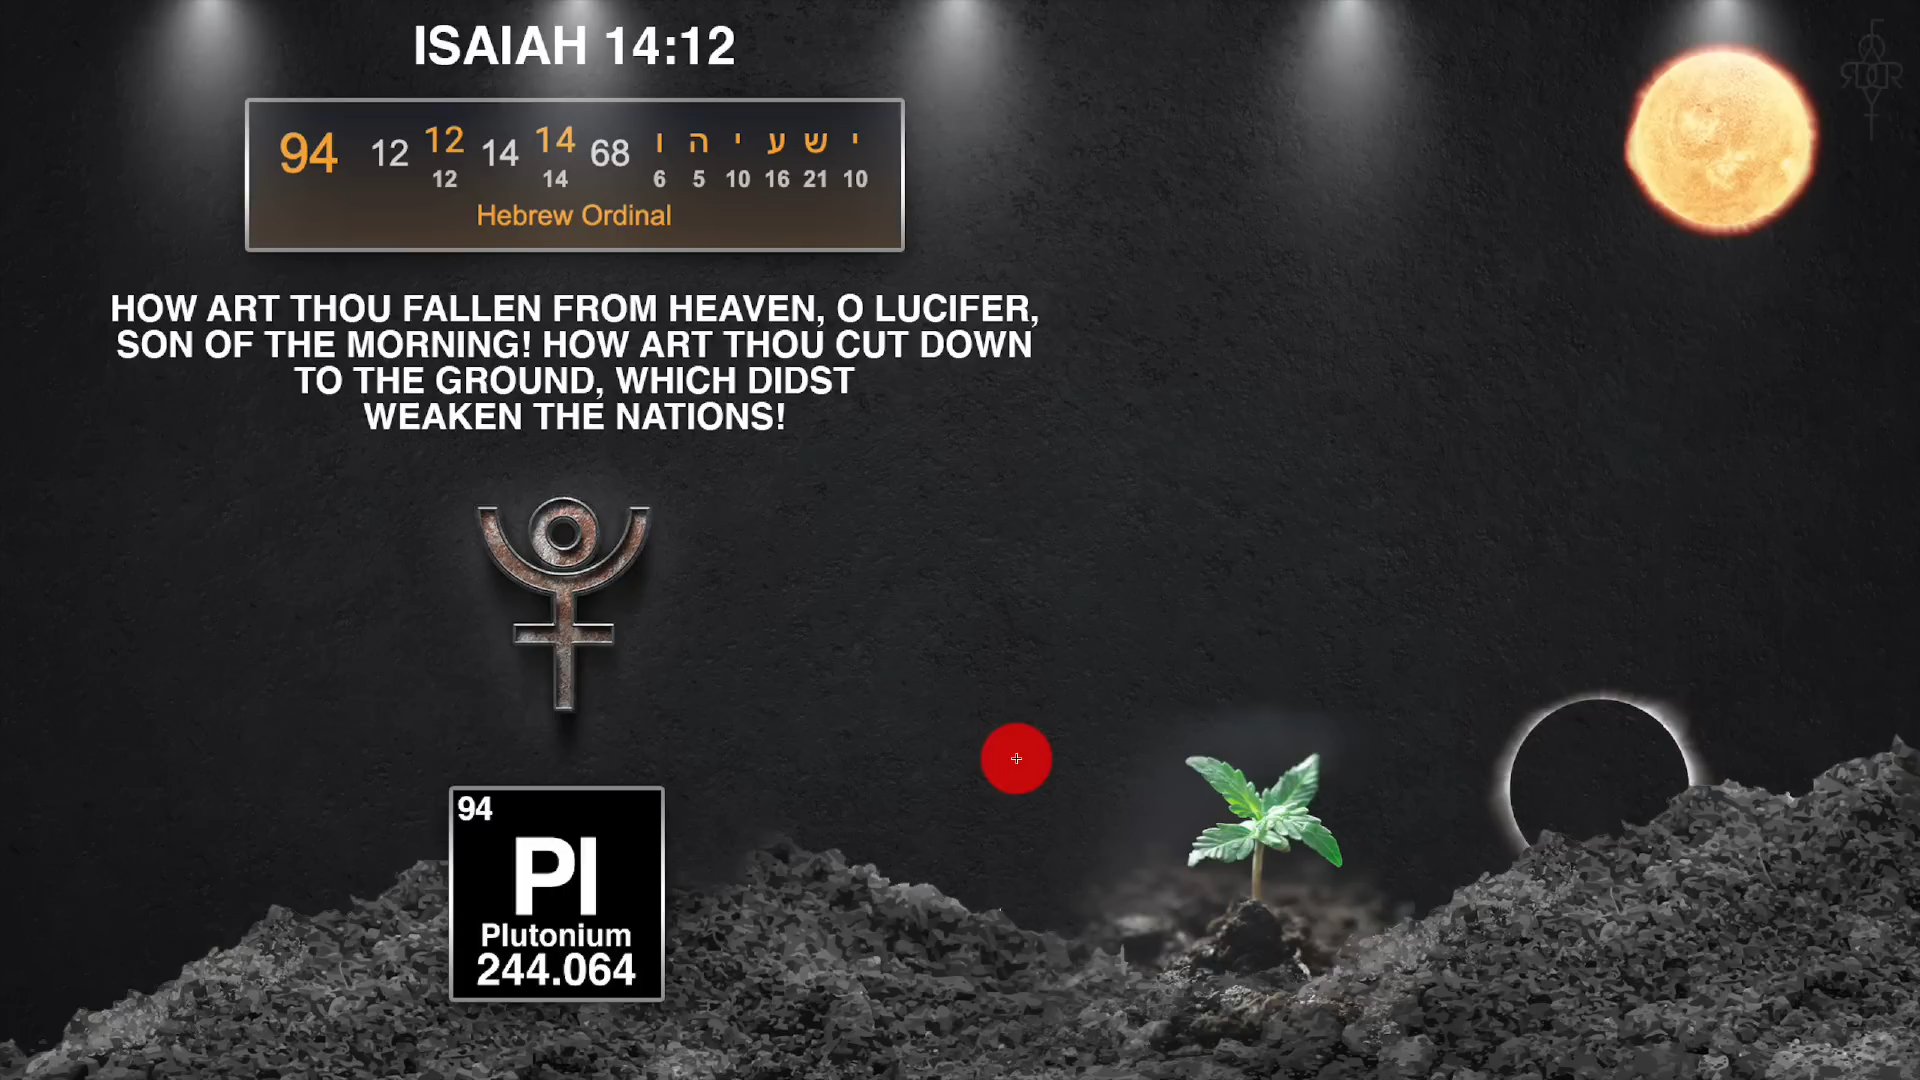 ISAIAH 14:12
94 12 12 14 14 68 ו ה י ע ש י
12 14 6 5 10 16 21 10
Hebrew Ordinal
HOW ART THOU FALLEN FROM HEAVEN, O LUCIFER,
SON OF THE MORNING! HOW ART THOU CUT DOWN
TO THE GROUND, WHICH DIDST
WEAKEN THE NATIONS!
94
Pl
Plutonium
244.064